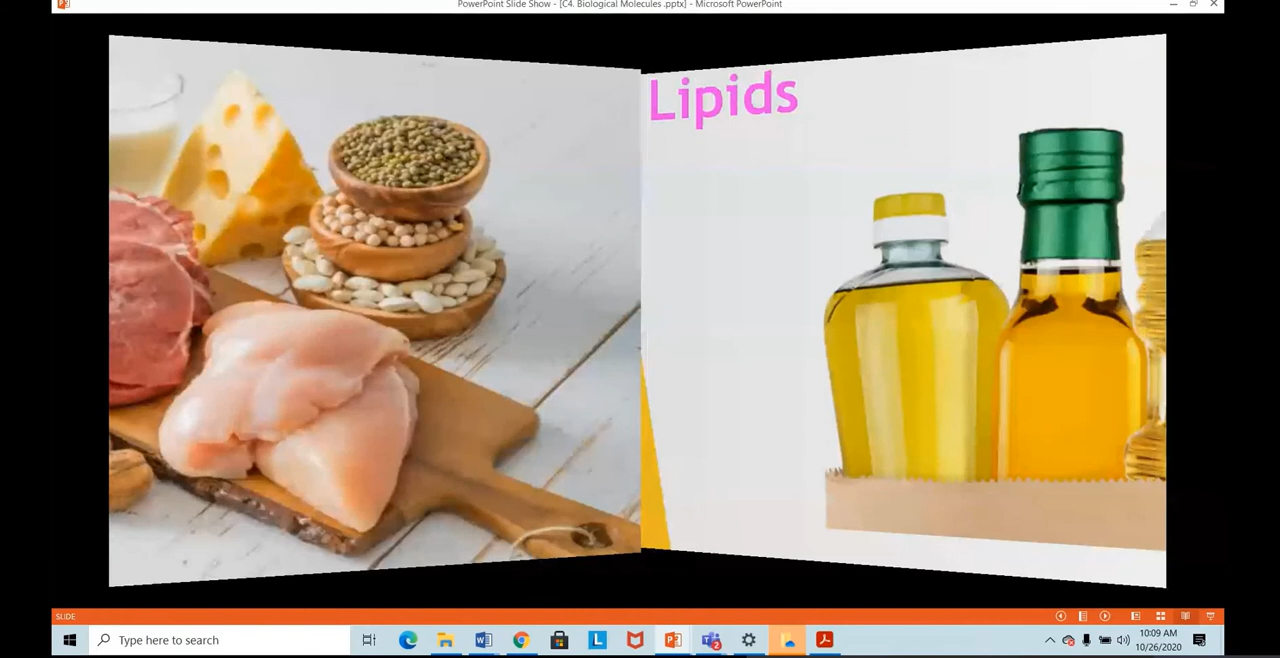 PowerPoint Slide Show - [C4. Biological Molecules .pptx] - Microsoft PowerPoint
Lipids
SLIDE
Type here to search
10:09 AM
10/26/2020